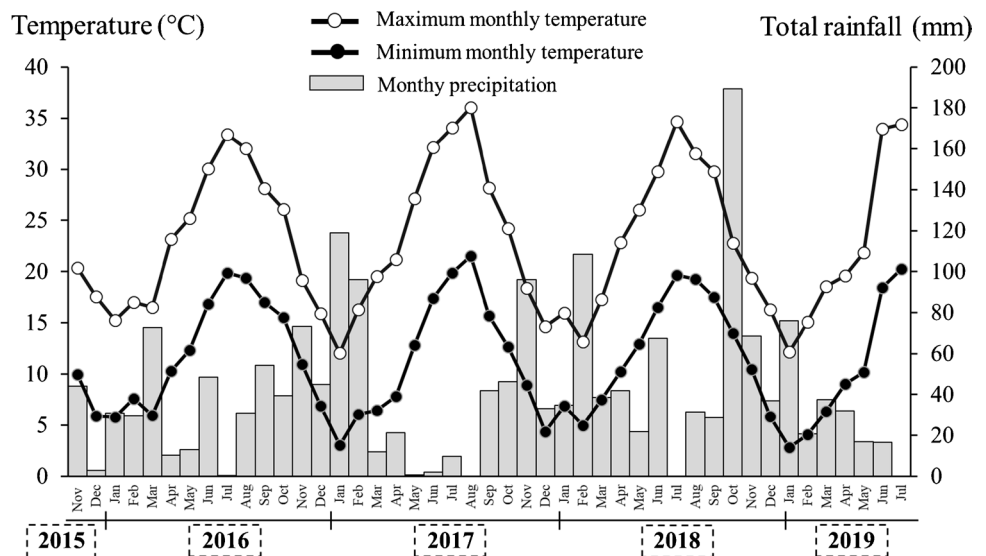 Temperature (°C)
Total rainfall (mm)
Maximum monthly temperature
Minimum monthly temperature
Monthy precipitation
40
35
30
25
20
15
10
5
0
200
180
160
140
120
100
80
60
40
20
0
Nov Dec Jan Feb Mar Apr May Jun Jul Aug Sep Oct Nov Dec Jan Feb Mar Apr May Jun Jul Aug Sep Oct Nov Dec Jan Feb Mar Apr May Jun Jul Aug Sep Oct Nov Dec Jan Feb Mar Apr May Jun Jul
2015 2016 2017 2018 2019